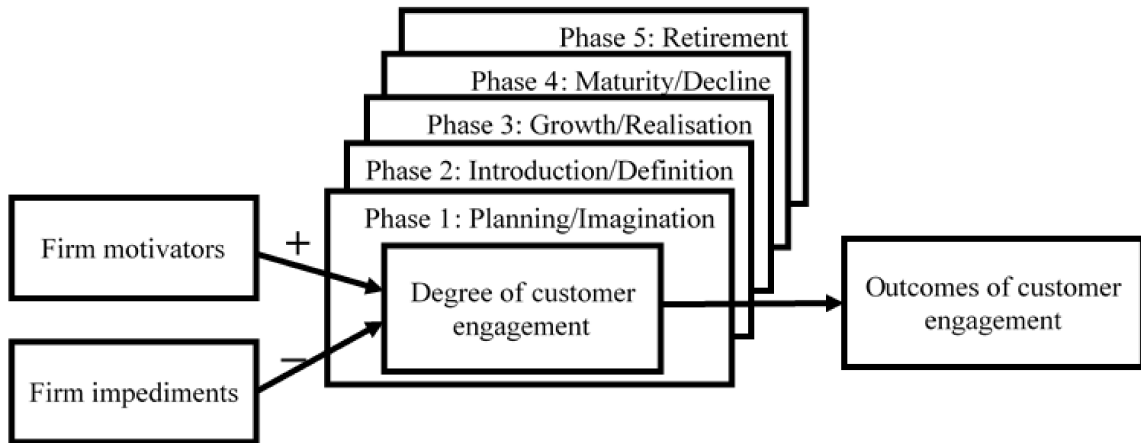 Phase 5: Retirement
Phase 4: Maturity/Decline
Phase 3: Growth/Realisation
Phase 2: Introduction/Definition
Phase 1: Planning/Imagination
Firm motivators
+
Degree of customer
engagement
Outcomes of customer
engagement
−
Firm impediments